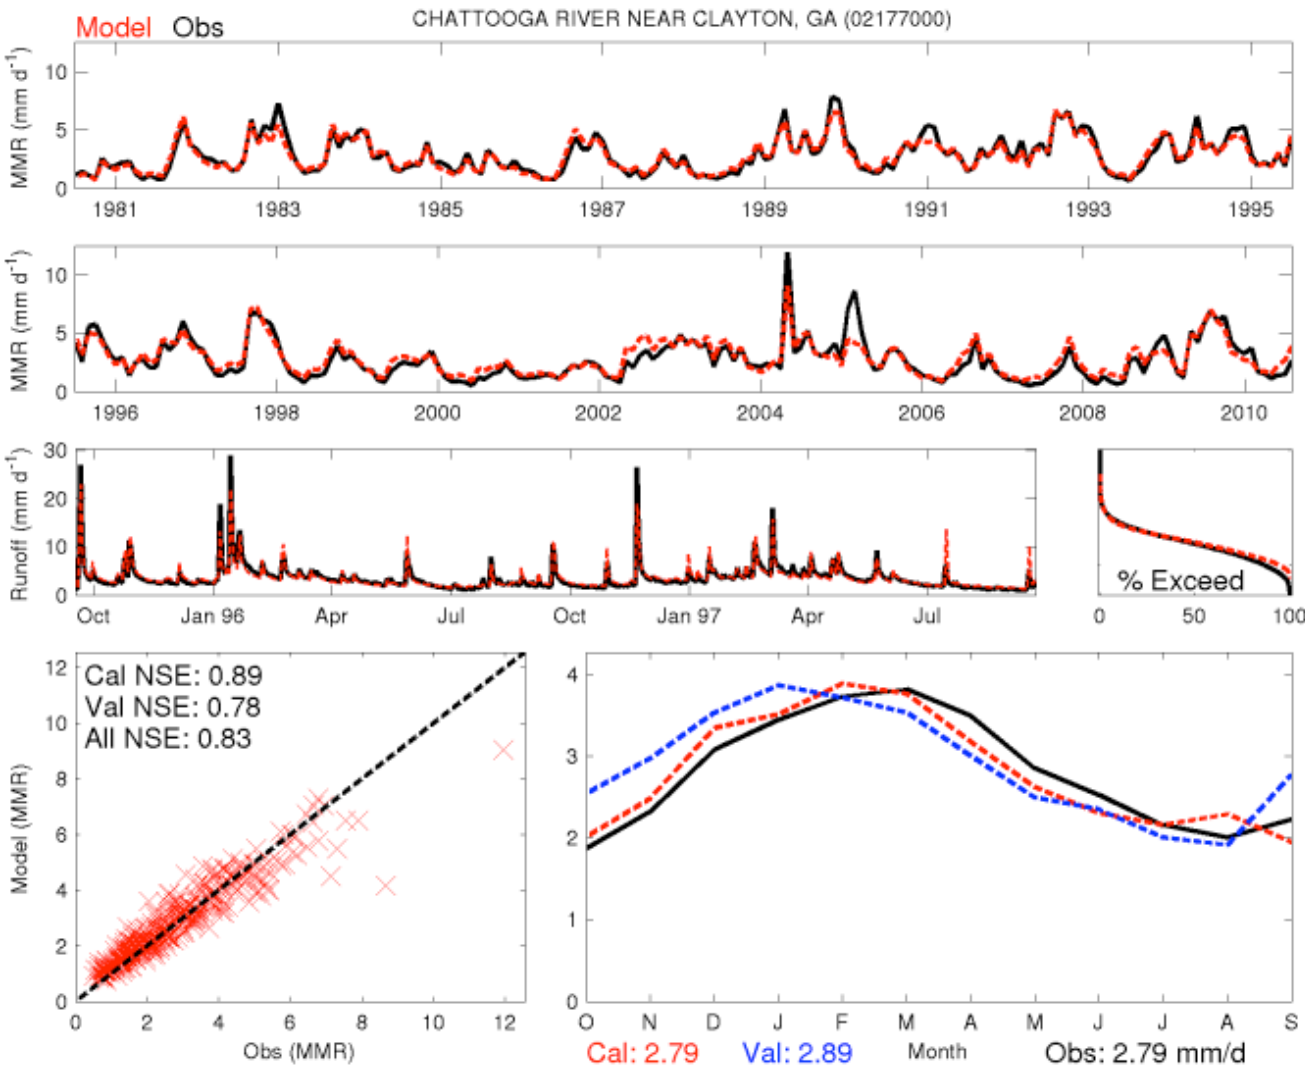 CHATTOOGA RIVER NEAR CLAYTON, GA (02177000)
Model Obs
MMR (mm d⁻¹)
10
5
0
1981 1983 1985 1987 1989 1991 1993 1995
MMR (mm d⁻¹)
10
5
0
1996 1998 2000 2002 2004 2006 2008 2010
Runoff (mm d⁻¹)
30
20
10
0
Oct Jan 96 Apr Jul Oct Jan 97 Apr Jul
% Exceed
0 50 100
Cal NSE: 0.89
Val NSE: 0.78
All NSE: 0.83
Model (MMR)
12
10
8
6
4
2
0
0 2 4 6 8 10 12
Obs (MMR)
4
3
2
1
0
O N D J F M A M J J A S
Cal: 2.79 Val: 2.89 Month Obs: 2.79 mm/d